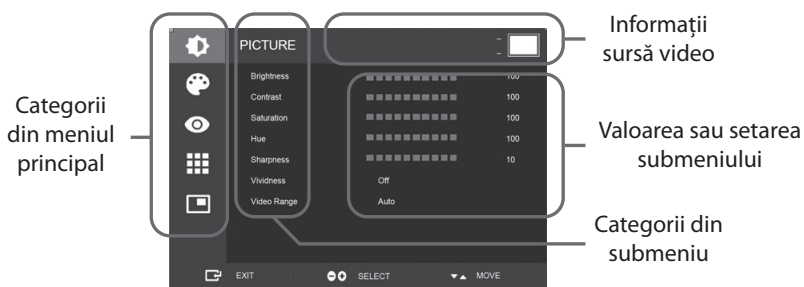 Informații
sursă video
PICTURE
Brightness 100
Contrast 100
Saturation 100
Hue 100
Sharpness 10
Vividness Off
Video Range Auto
EXIT SELECT MOVE
Categorii
din meniul
principal
Valoarea sau setarea
submeniului
Categorii din
submeniu